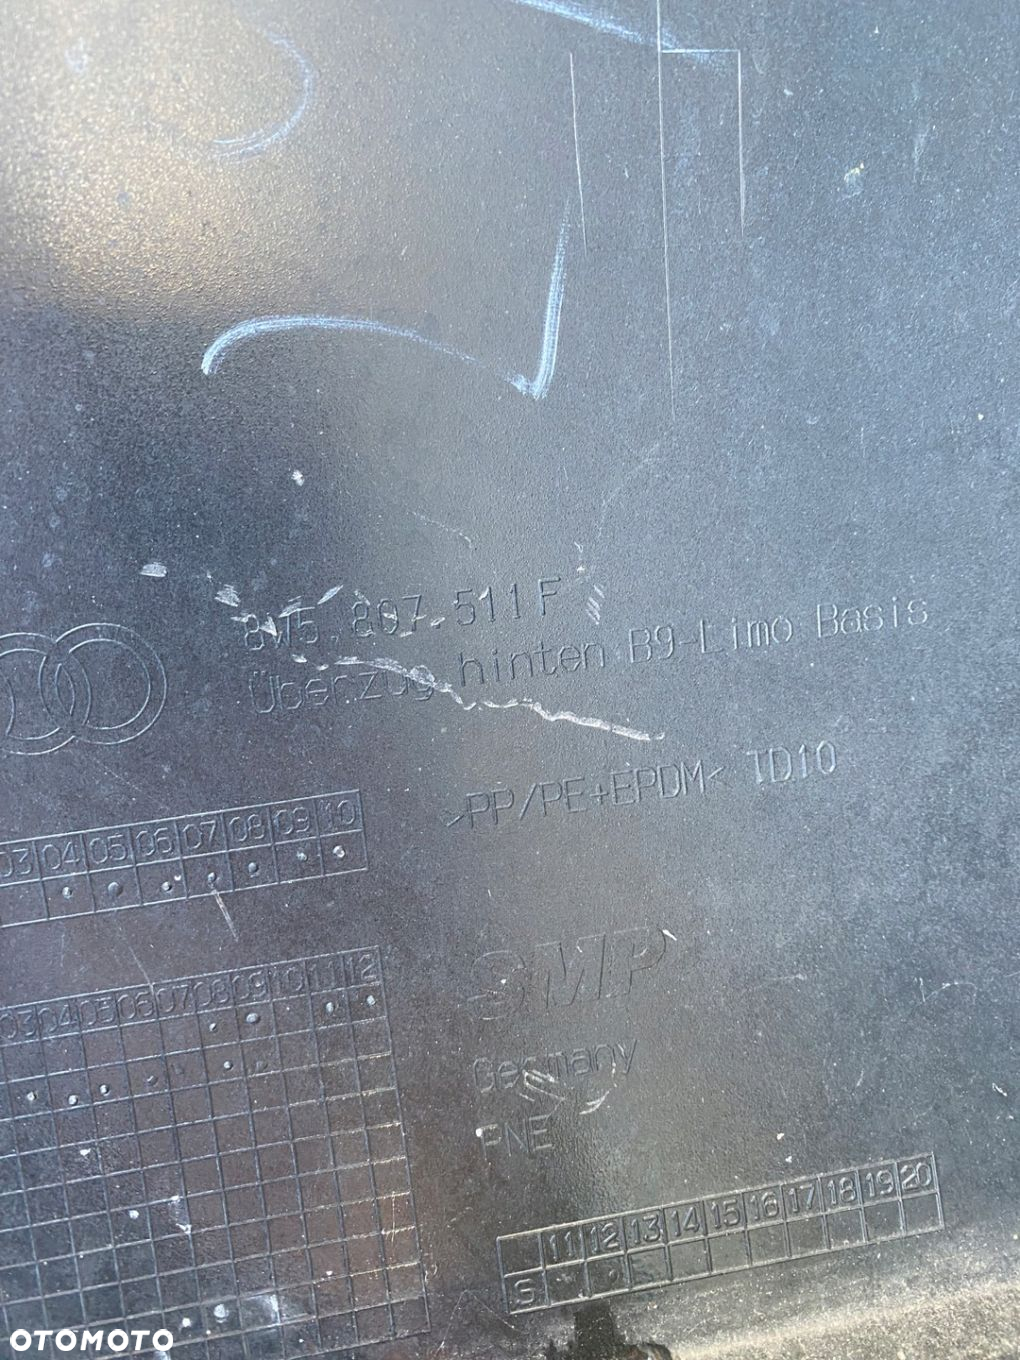 8W5.807.511 F
Überzug hinten B9-Limo Basis
>PP/PE+EPDM< TD10
03 04 05 06 07 08 09 10
SMP
03 04 05 06 07 08 09 10 11 12
Germany
PNE
11 12 13 14 15 16 17 18 19 20
S
OTOMOTO